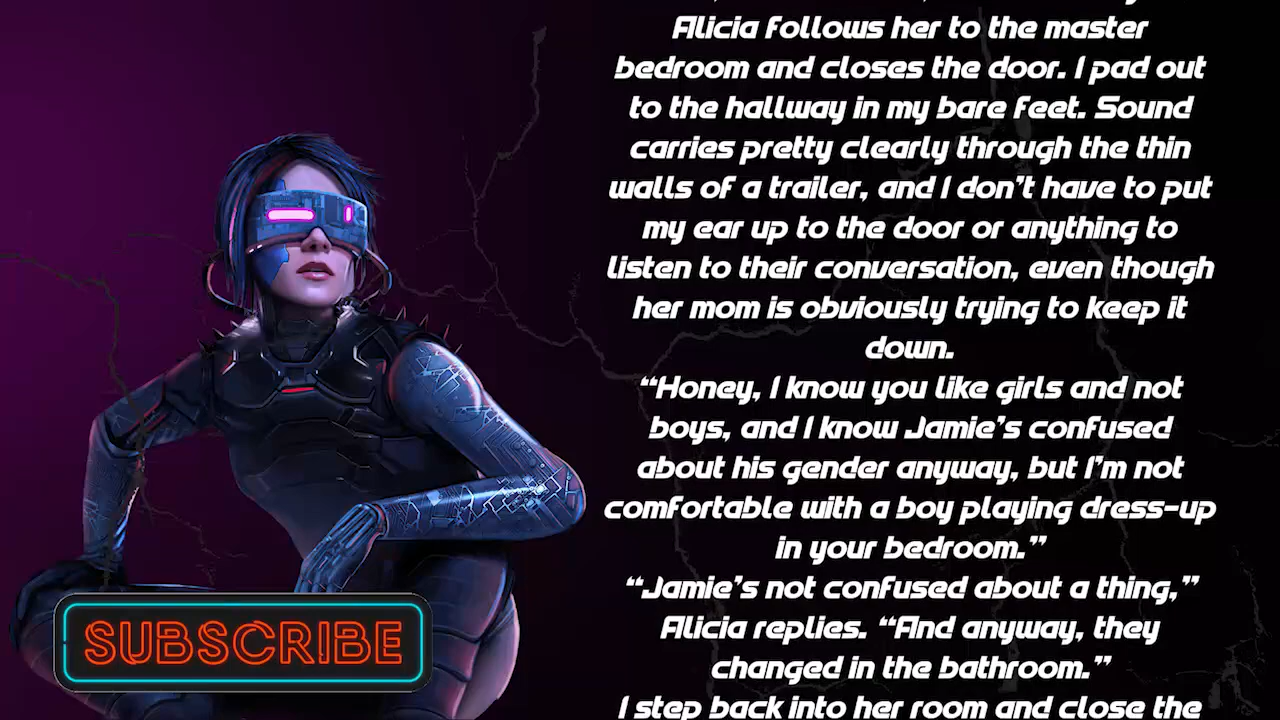 Alicia follows her to the master
bedroom and closes the door. I pad out
to the hallway in my bare feet. Sound
carries pretty clearly through the thin
walls of a trailer, and I don’t have to put
my ear up to the door or anything to
listen to their conversation, even though
her mom is obviously trying to keep it
down.
“Honey, I know you like girls and not
boys, and I know Jamie’s confused
about his gender anyway, but I’m not
comfortable with a boy playing dress-up
in your bedroom.”
“Jamie’s not confused about a thing,”
Alicia replies. “And anyway, they
changed in the bathroom.”
I step back into her room and close the
SUBSCRIBE